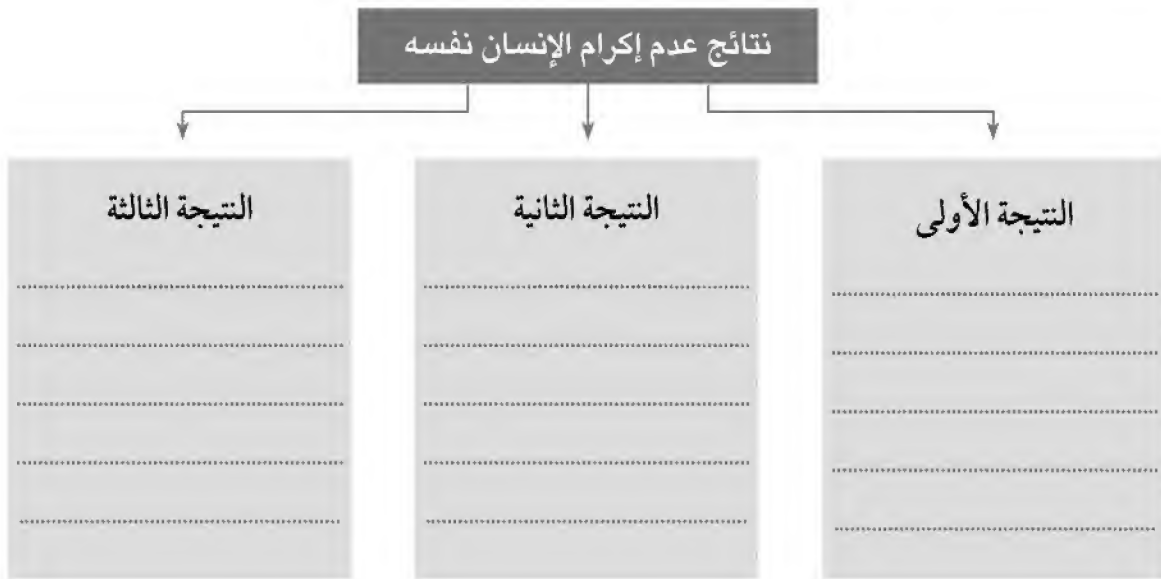 نتائج عدم إكرام الإنسان نفسه
النتيجة الأولى
النتيجة الثانية
النتيجة الثالثة